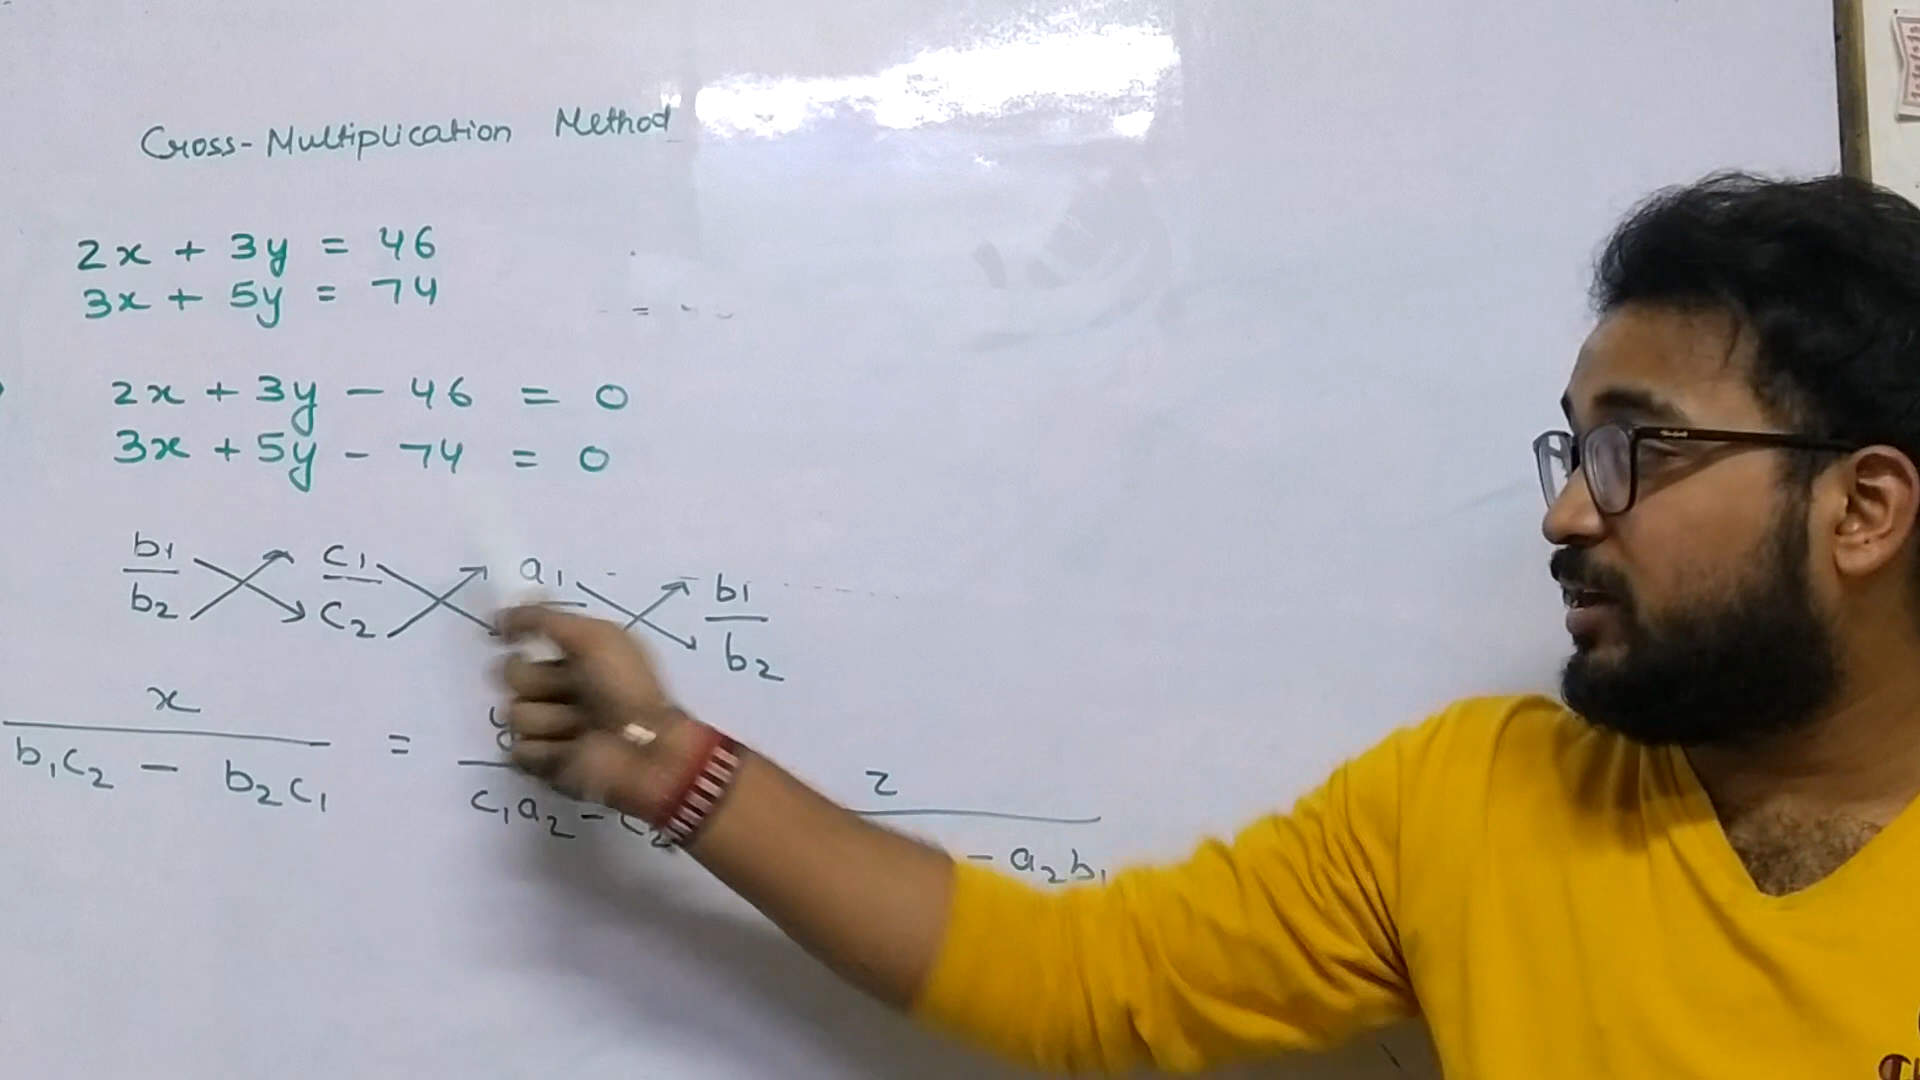 Cross-Multiplication Method
2x + 3y = 46
3x + 5y = 74
2x + 3y - 46 = 0
3x + 5y - 74 = 0
b1 c1 a1 b1
b2 c2 b2
x = y z
b1c2 - b2c1 c1a2 - c2 - a2b1